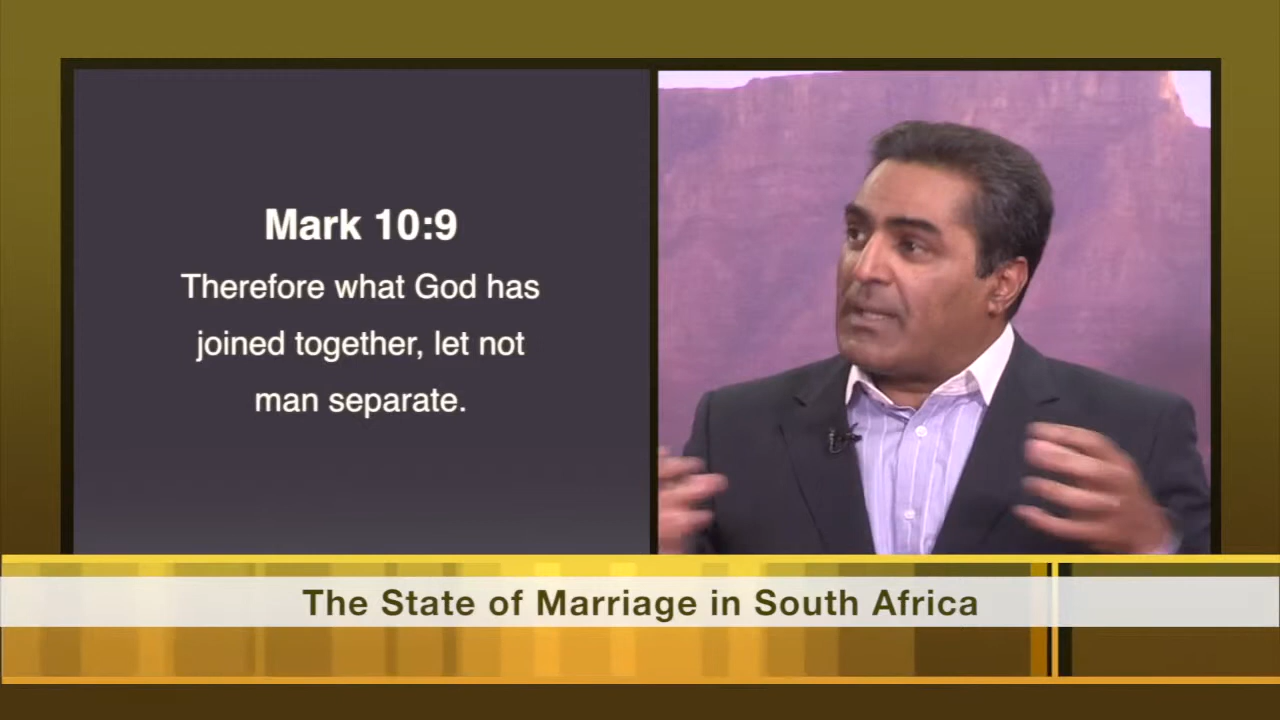 Mark 10:9
Therefore what God has
joined together, let not
man separate.
The State of Marriage in South Africa